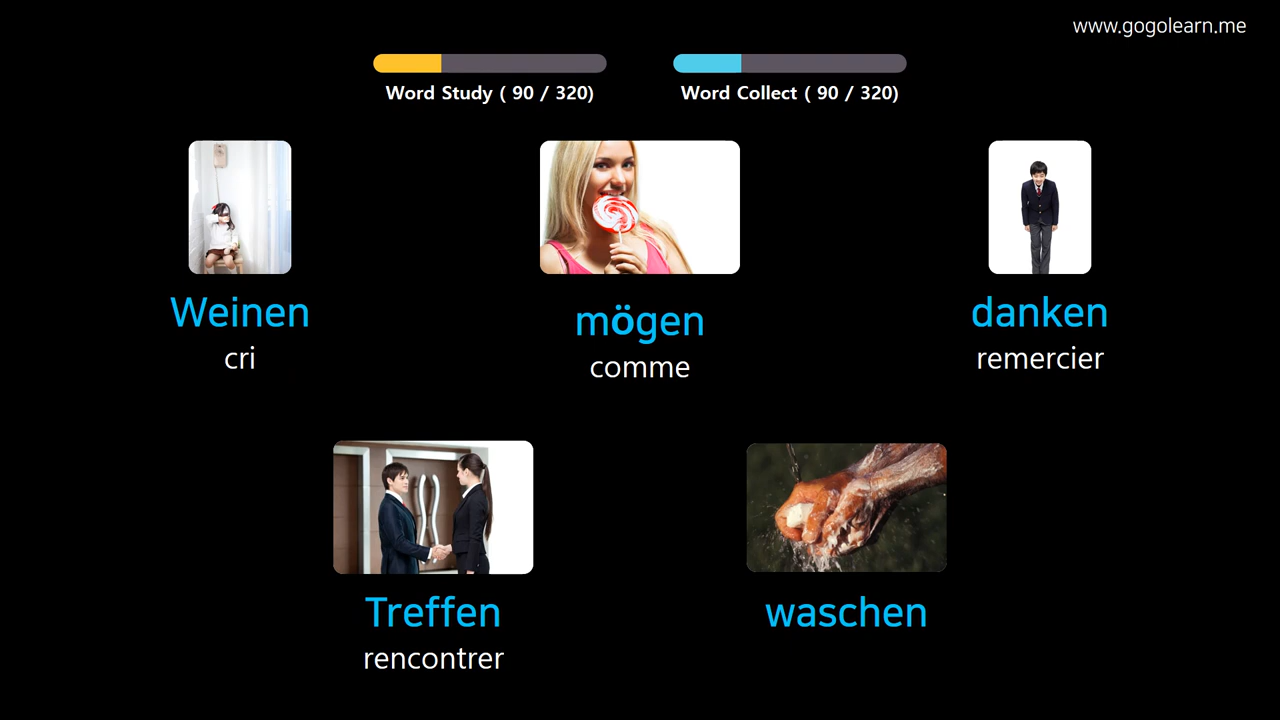 www.gogolearn.me
Word Study ( 90 / 320)
Word Collect ( 90 / 320)
Weinen
cri
mögen
comme
danken
remercier
Treffen
rencontrer
waschen